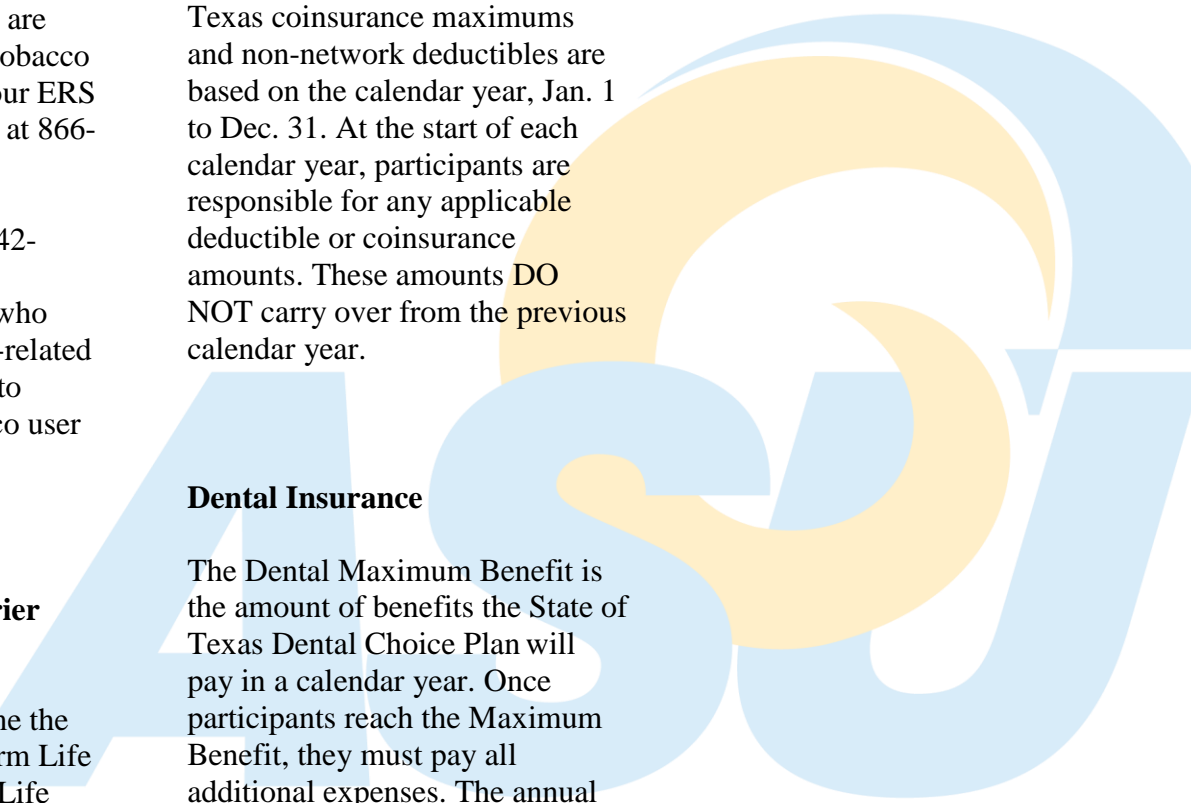 are
obacco
our ERS
at 866-
42-
who
-related
to
co user
rier
ne the
rm Life
Life
Texas coinsurance maximums
and non-network deductibles are
based on the calendar year, Jan. 1
to Dec. 31. At the start of each
calendar year, participants are
responsible for any applicable
deductible or coinsurance
amounts. These amounts DO
NOT carry over from the previous
calendar year.
Dental Insurance
The Dental Maximum Benefit is
the amount of benefits the State of
Texas Dental Choice Plan will
pay in a calendar year. Once
participants reach the Maximum
Benefit, they must pay all
additional expenses. The annual
ASU